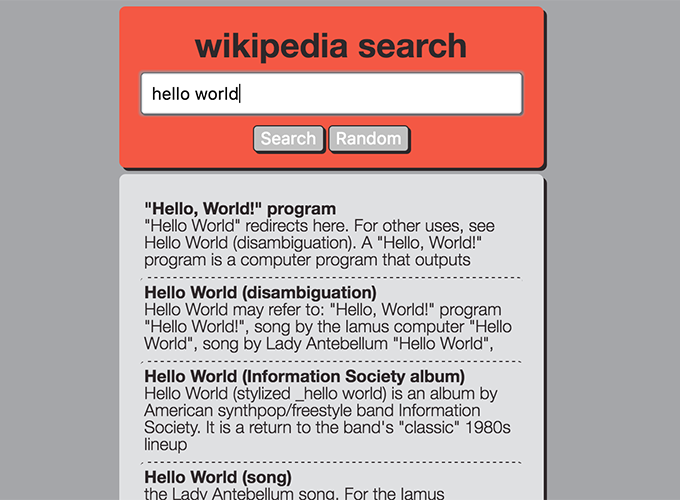 wikipedia search
hello world
Search Random
"Hello, World!" program
"Hello World" redirects here. For other uses, see
Hello World (disambiguation). A "Hello, World!"
program is a computer program that outputs
Hello World (disambiguation)
Hello World may refer to: "Hello, World!" program
"Hello World!", song by the Iamus computer "Hello
World", song by Lady Antebellum "Hello World",
Hello World (Information Society album)
Hello World (stylized _hello world) is an album by
American synthpop/freestyle band Information
Society. It is a return to the band's "classic" 1980s
lineup
Hello World (song)
the Lady Antebellum song. For the Iamus